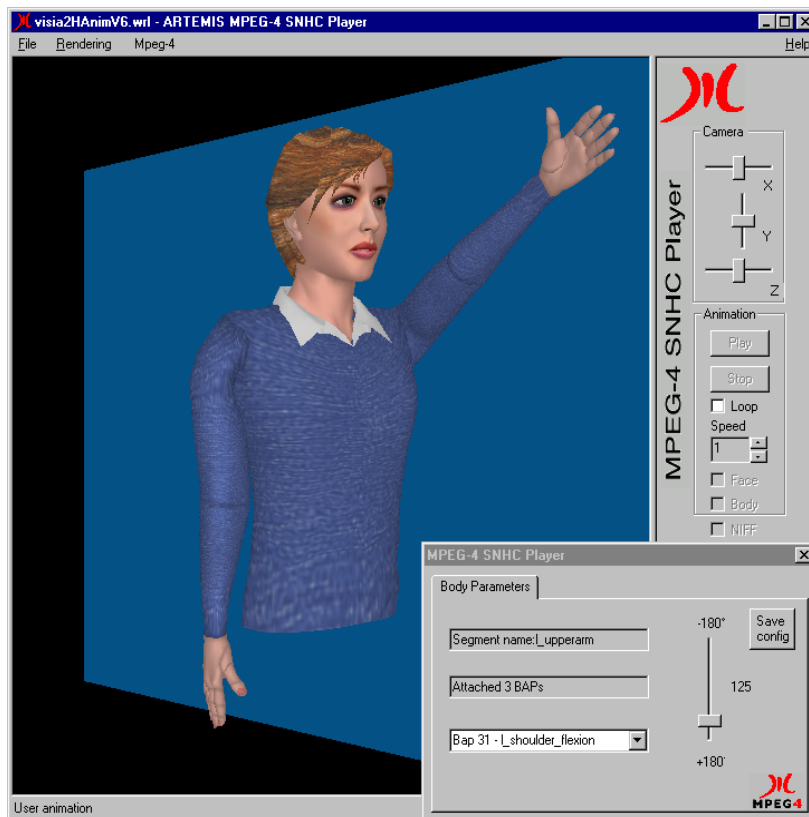 visia2HAnimV6.wrl - ARTEMIS MPEG-4 SNHC Player
File Rendering Mpeg-4 Help
MPEG-4 SNHC Player
Camera
X
Y
Z
Animation
Play
Stop
Loop
Speed
1
Face
Body
NIFF
MPEG-4 SNHC Player
Body Parameters
Segment name:l_upperarm
Attached 3 BAPs
Bap 31 - l_shoulder_flexion
-180°
125
+180°
Save
config
MPEG4
User animation